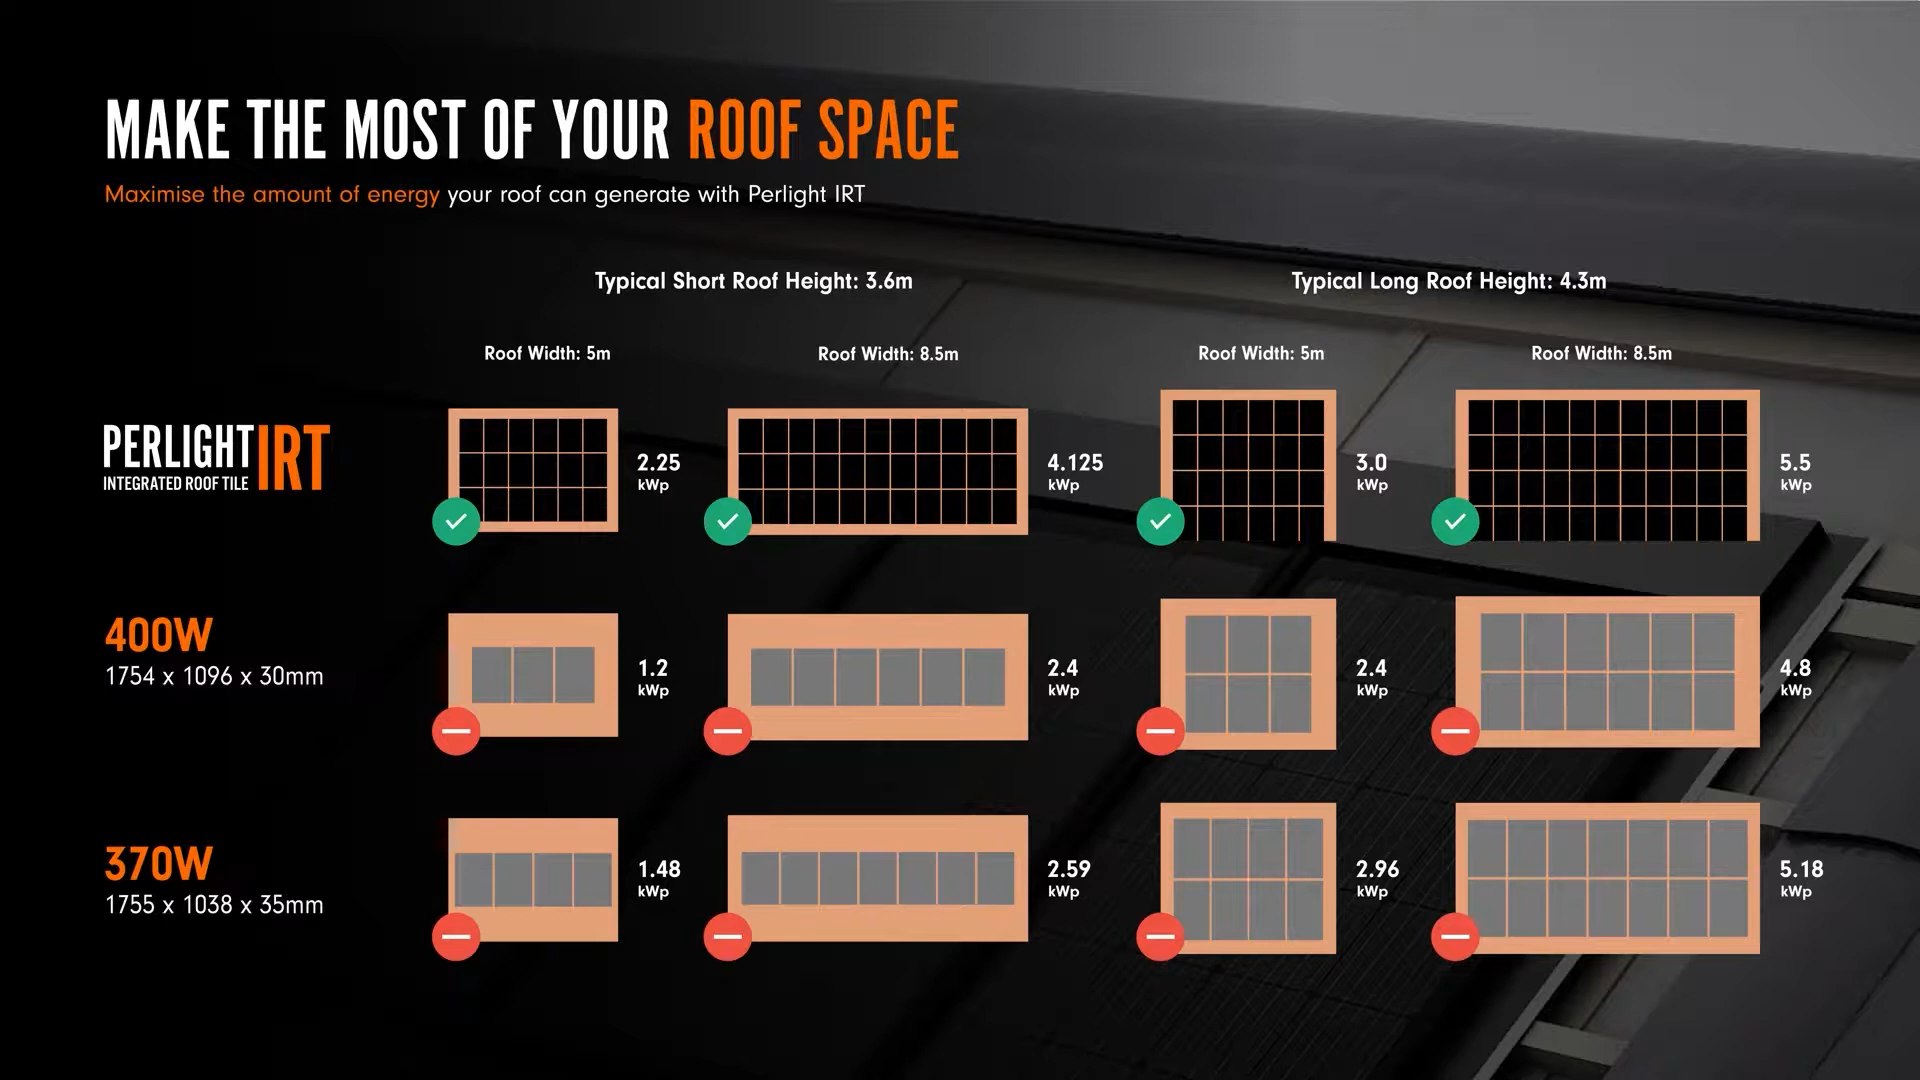 MAKE THE MOST OF YOUR ROOF SPACE
Maximise the amount of energy your roof can generate with Perlight IRT
Typical Short Roof Height: 3.6m
Typical Long Roof Height: 4.3m
Roof Width: 5m
Roof Width: 8.5m
Roof Width: 5m
Roof Width: 8.5m
PERLIGHT IRT
INTEGRATED ROOF TILE
2.25
kWp
4.125
kWp
3.0
kWp
5.5
kWp
400W
1754 x 1096 x 30mm
1.2
kWp
2.4
kWp
2.4
kWp
4.8
kWp
370W
1755 x 1038 x 35mm
1.48
kWp
2.59
kWp
2.96
kWp
5.18
kWp